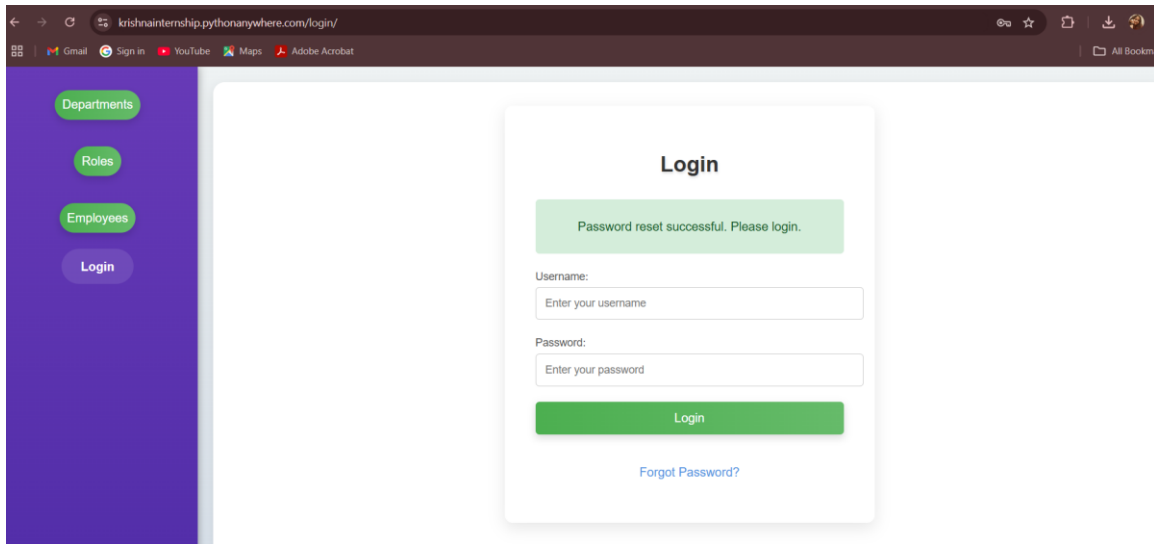 krishnainternship.pythonanywhere.com/login/
Gmail Sign in YouTube Maps Adobe Acrobat All Bookm
Departments
Roles
Employees
Login
Login
Password reset successful. Please login.
Username:
Enter your username
Password:
Enter your password
Login
Forgot Password?